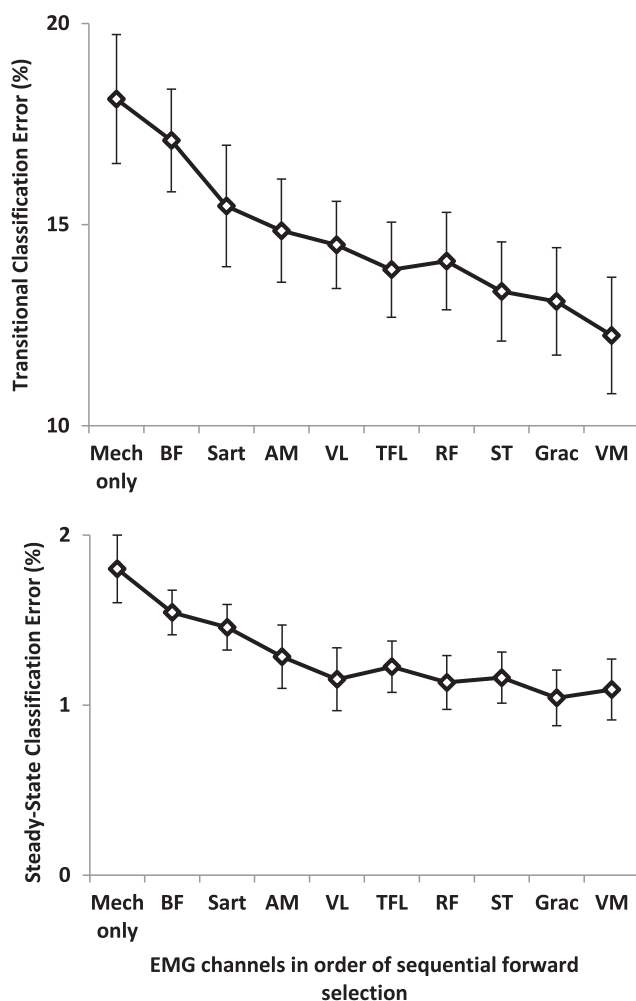 Transitional Classification Error (%)
20
15
10
Mech only BF Sart AM VL TFL RF ST Grac VM
Steady-State Classification Error (%)
2
1
0
Mech only BF Sart AM VL TFL RF ST Grac VM
EMG channels in order of sequential forward
selection